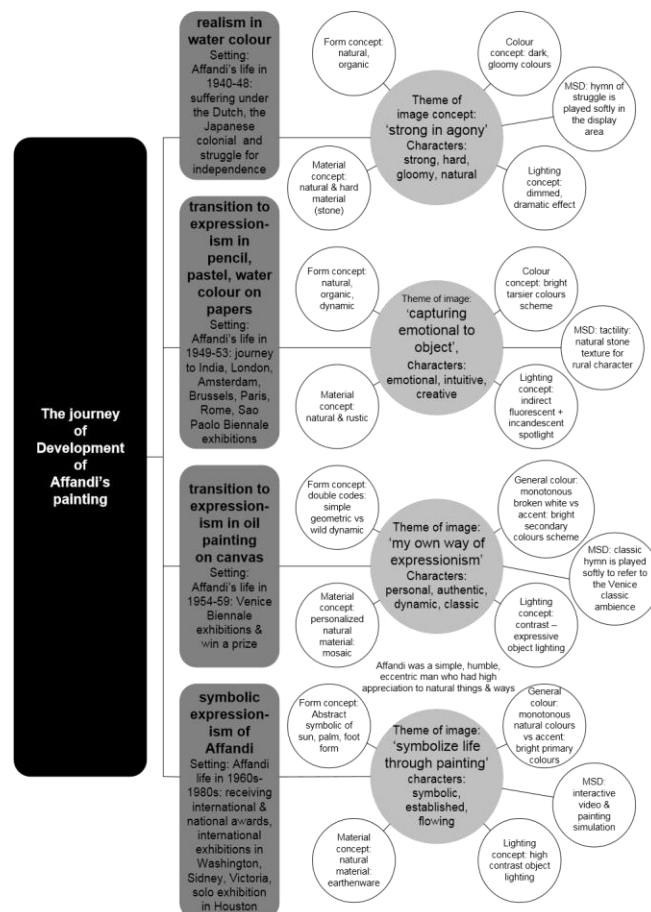 The journey
of
Development
of
Affandi's
painting
realism in
water colour
Setting:
Affandi's life in
1940-48:
suffering under
the Dutch, the
Japanese
colonial and
struggle for
independence
Form concept:
natural,
organic
Colour
concept: dark,
gloomy colours
Theme of
image concept:
'strong in agony'
Characters:
strong, hard,
gloomy, natural
MSD: hymn of
struggle is
played softly in
the display
area
Material
concept:
natural & hard
material
(stone)
Lighting
concept:
dimmed,
dramatic effect
transition to
expression-
ism in
pencil,
pastel, water
colour on
papers
Setting:
Affandi's life in
1949-53: journey
to India, London,
Amsterdam,
Brussels, Paris,
Rome, Sao
Paolo Biennale
exhibitions
Form concept:
natural,
organic,
dynamic
Colour
concept: bright
tarsier colours
scheme
Theme of image:
'capturing
emotional to
object',
Characters:
emotional, intuitive,
creative
MSD: tactility:
natural stone
texture for
rural character
Material
concept:
natural & rustic
Lighting
concept:
indirect
fluorescent +
incandescent
spotlight
transition to
expression-
ism in oil
painting
on canvas
Setting:
Affandi's life in
1954-59: Venice
Biennale
exhibitions &
win a prize
Form concept:
double codes:
simple
geometric vs
wild dynamic
General colour:
monotonous
broken white vs
accent: bright
secondary
colours scheme
Theme of image:
'my own way of
expressionism'
Characters:
personal, authentic,
dynamic, classic
MSD: classic
hymn is played
softly to refer to
the Venice
classic
ambience
Material
concept:
personalized
natural
material:
mosaic
Lighting
concept:
contrast –
expressive
object lighting
Affandi was a simple, humble,
eccentric man who had high
appreciation to natural things & ways
symbolic
expression-
ism of
Affandi
Setting: Affandi
life in 1960s-
1980s: receiving
international &
national awards,
international
exhibitions in
Washington,
Sidney, Victoria,
solo exhibition
in Houston
Form concept:
Abstract
symbolic of
sun, palm, foot
form
General
colour:
monotonous
natural colours
vs accent:
bright primary
colours
Theme of image:
'symbolize life
through painting'
characters:
symbolic,
established,
flowing
MSD:
interactive
video &
painting
simulation
Material
concept:
natural
material:
earthenware
Lighting
concept: high
contrast object
lighting